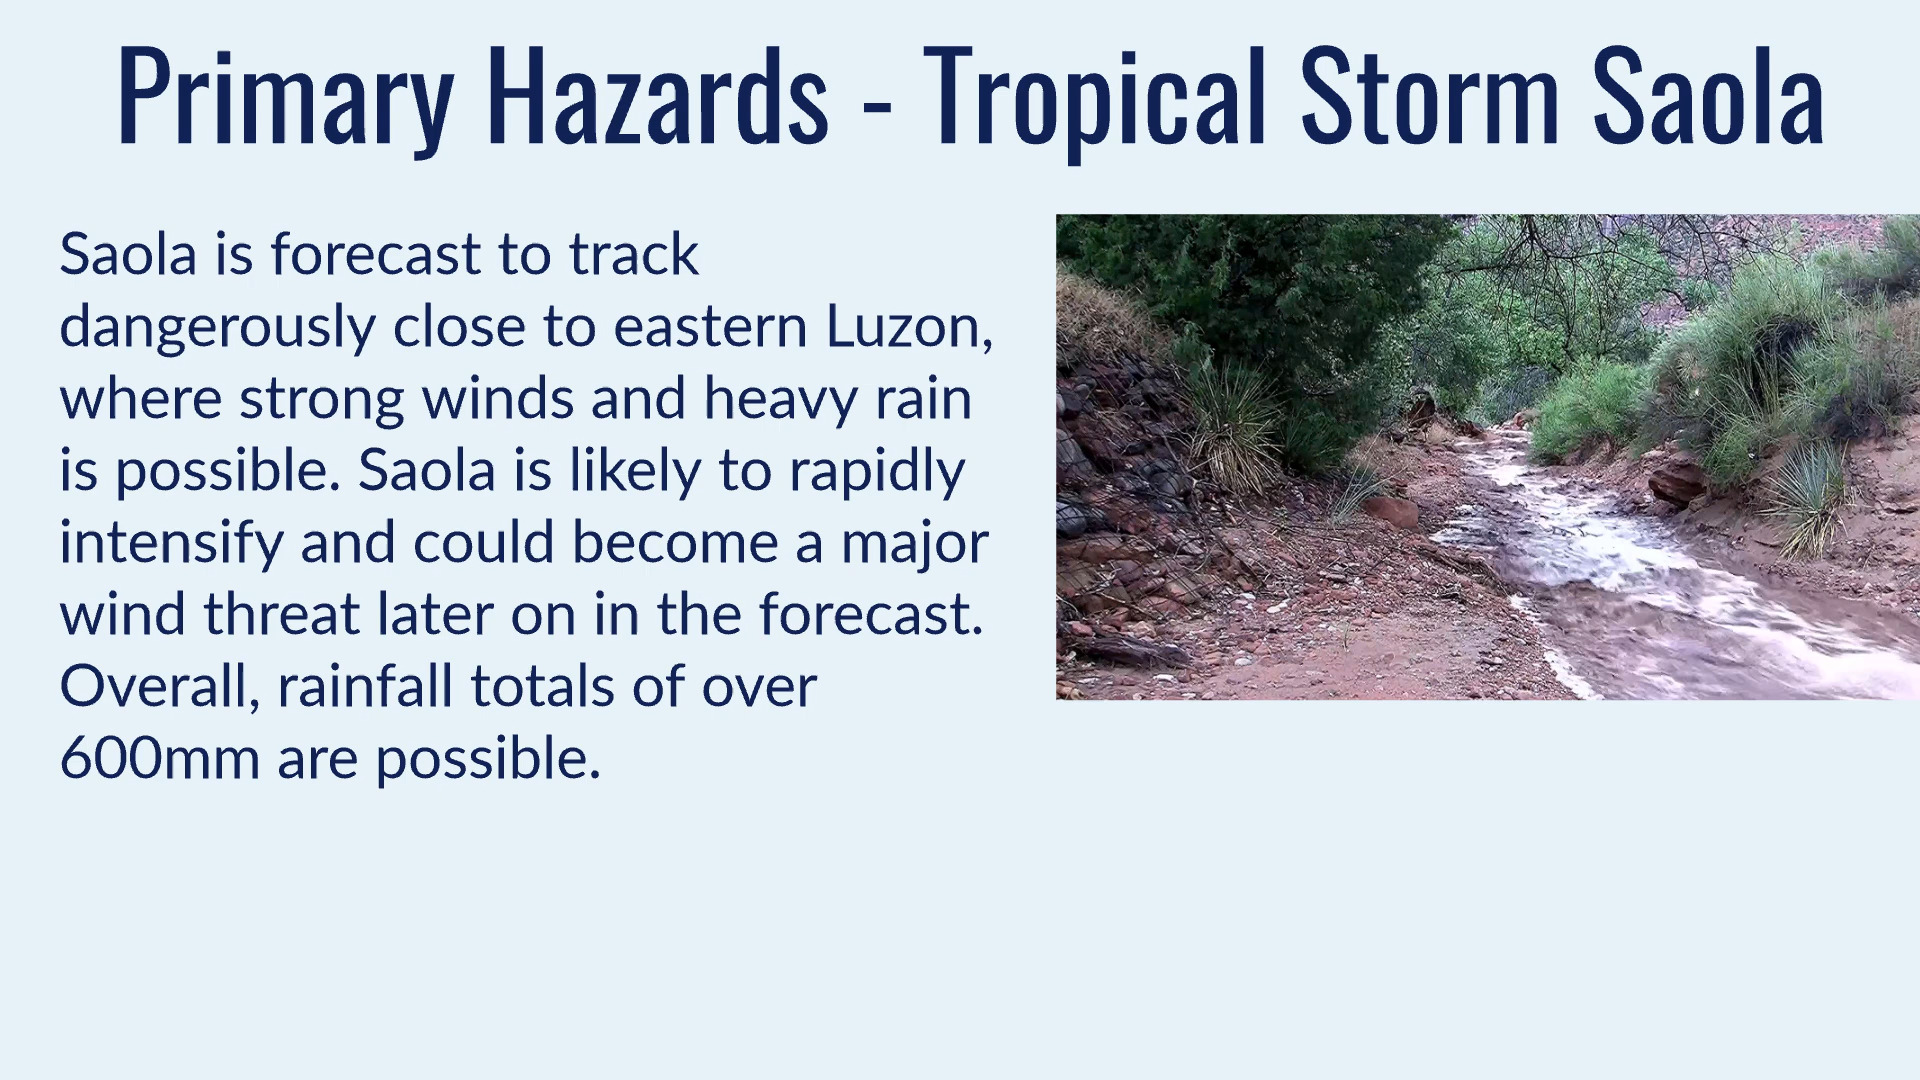 Primary Hazards - Tropical Storm Saola
Saola is forecast to track
dangerously close to eastern Luzon,
where strong winds and heavy rain
is possible. Saola is likely to rapidly
intensify and could become a major
wind threat later on in the forecast.
Overall, rainfall totals of over
600mm are possible.